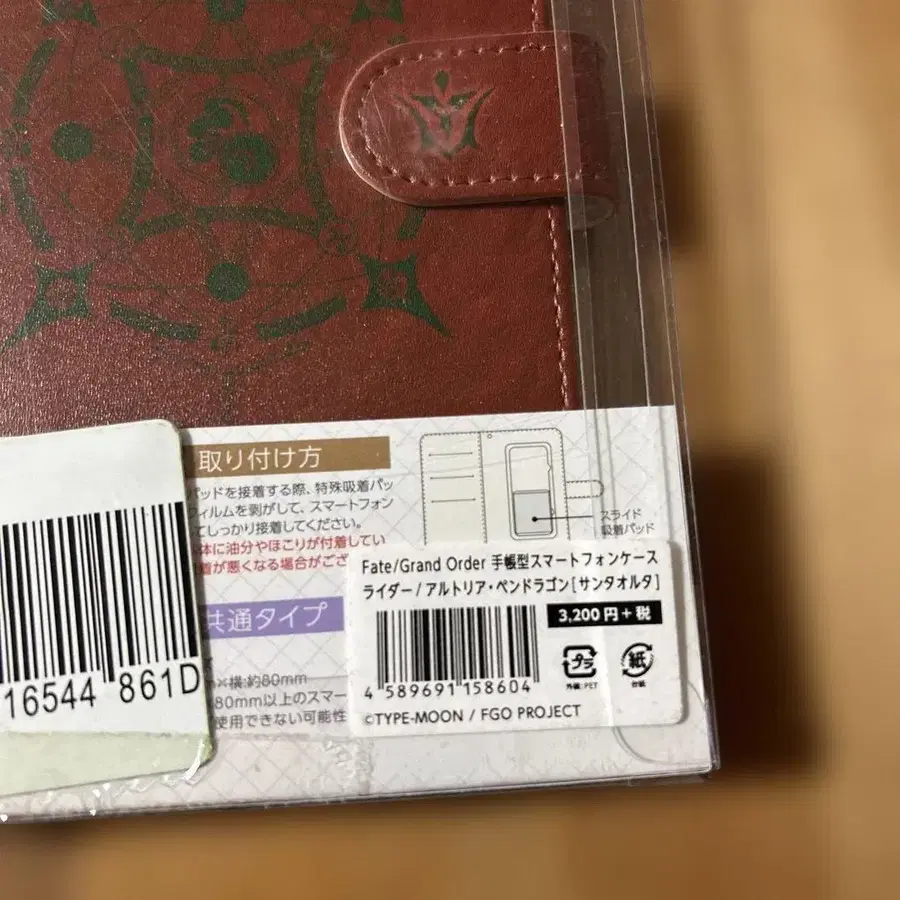 取り付け方
パッドを接着する際、特殊吸着パッ
フィルムを剥がして、スマートフォン
てしっかり接着してください。
体に油分やほこりが付着してい
着が悪くなる場合がござ
スライド
吸着パッド
共通タイプ
m×横:約80mm
80mm以上のスマー
使用できない可能性
16544 861D
Fate/Grand Order 手帳型スマートフォンケース
ライダー / アルトリア・ペンドラゴン [サンタオルタ]
3,200円+税
プラ
外装:PET
紙
台紙
4 589691 158604
©TYPE-MOON / FGO PROJECT